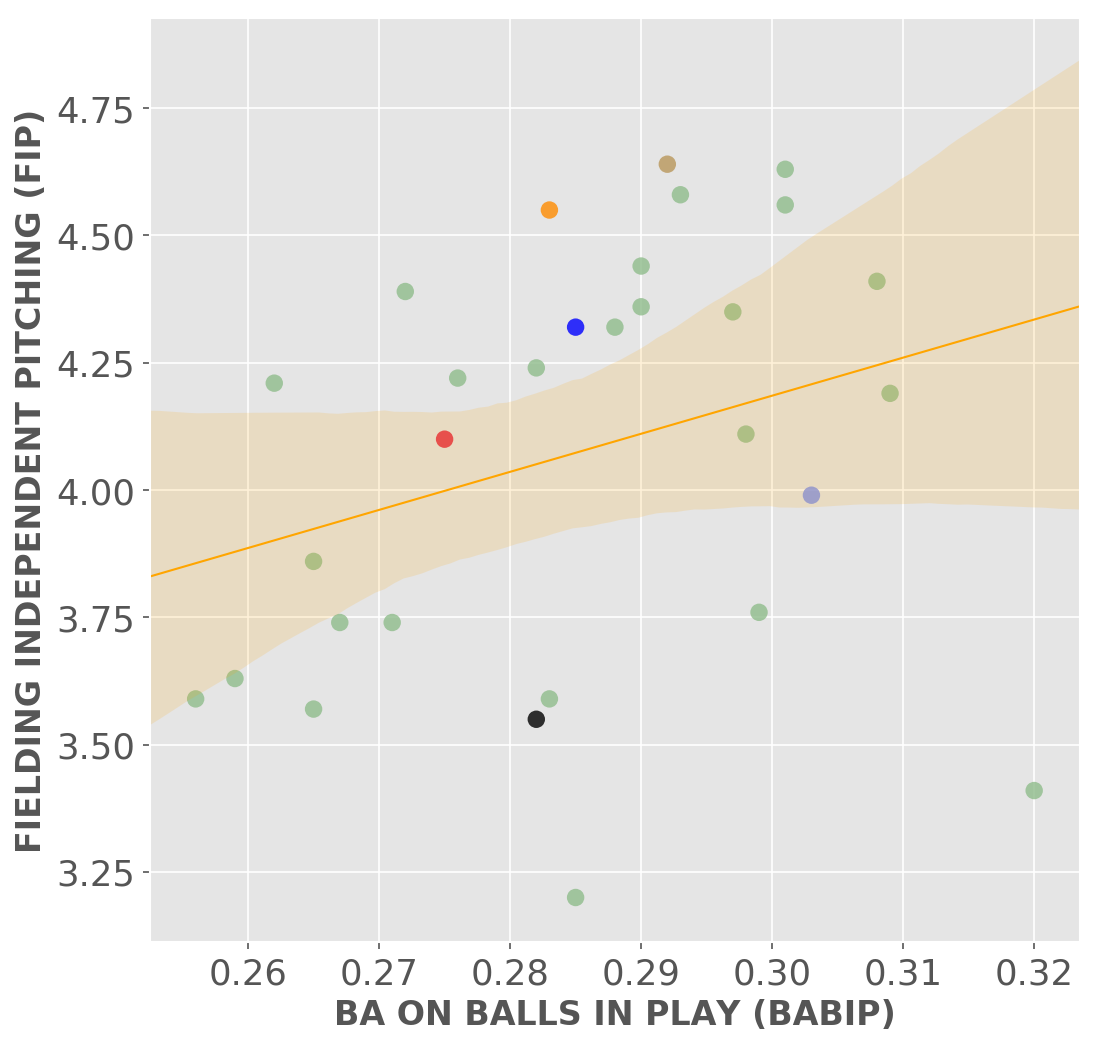 FIELDING INDEPENDENT PITCHING (FIP)
4.75
4.50
4.25
4.00
3.75
3.50
3.25
0.26 0.27 0.28 0.29 0.30 0.31 0.32
BA ON BALLS IN PLAY (BABIP)